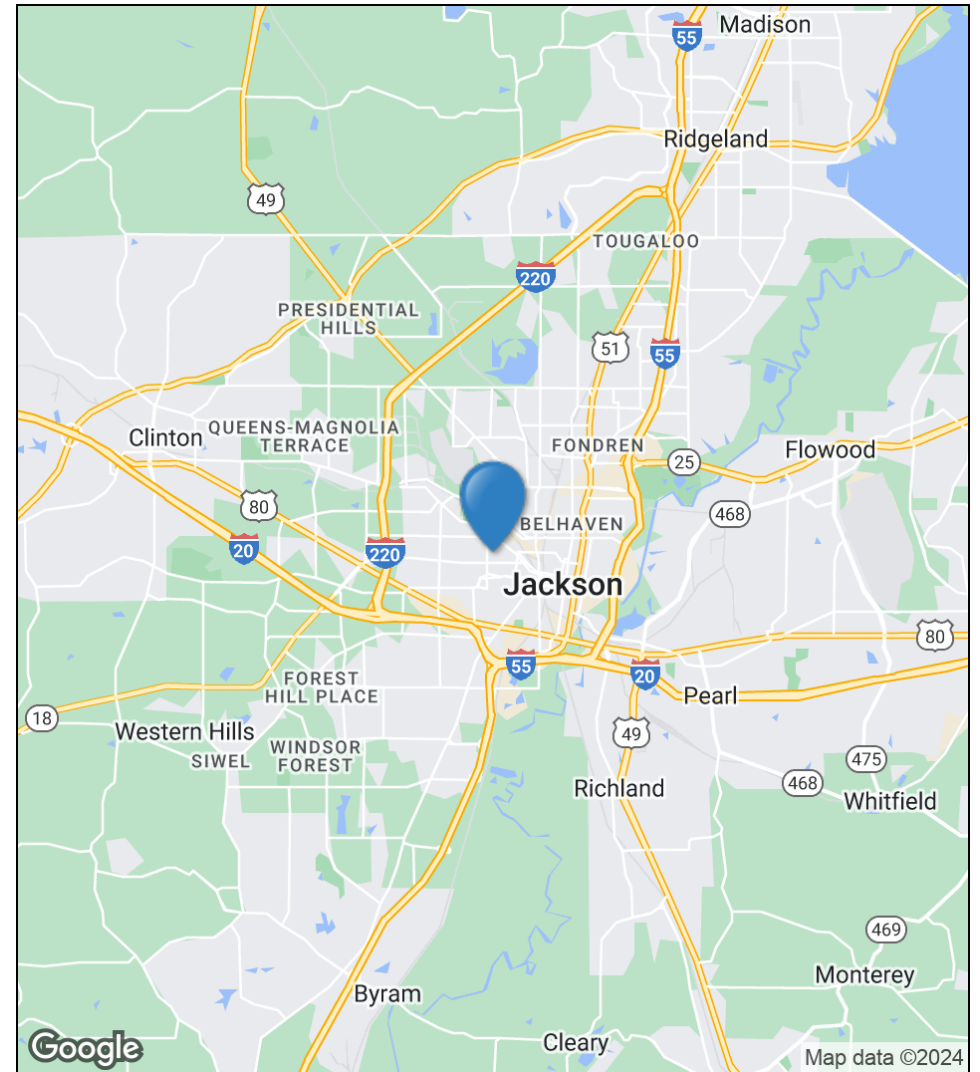 Madison
55
Ridgeland
49
TOUGALOO
220
PRESIDENTIAL
HILLS
51
55
Clinton
QUEENS-MAGNOLIA
TERRACE
FONDREN
Flowood
25
80
468
BELHAVEN
20
220
Jackson
80
55
20
FOREST
HILL PLACE
Pearl
18
Western Hills
49
SIWEL
WINDSOR
FOREST
475
468
Richland
Whitfield
469
Monterey
Byram
Cleary
Google
Map data ©2024